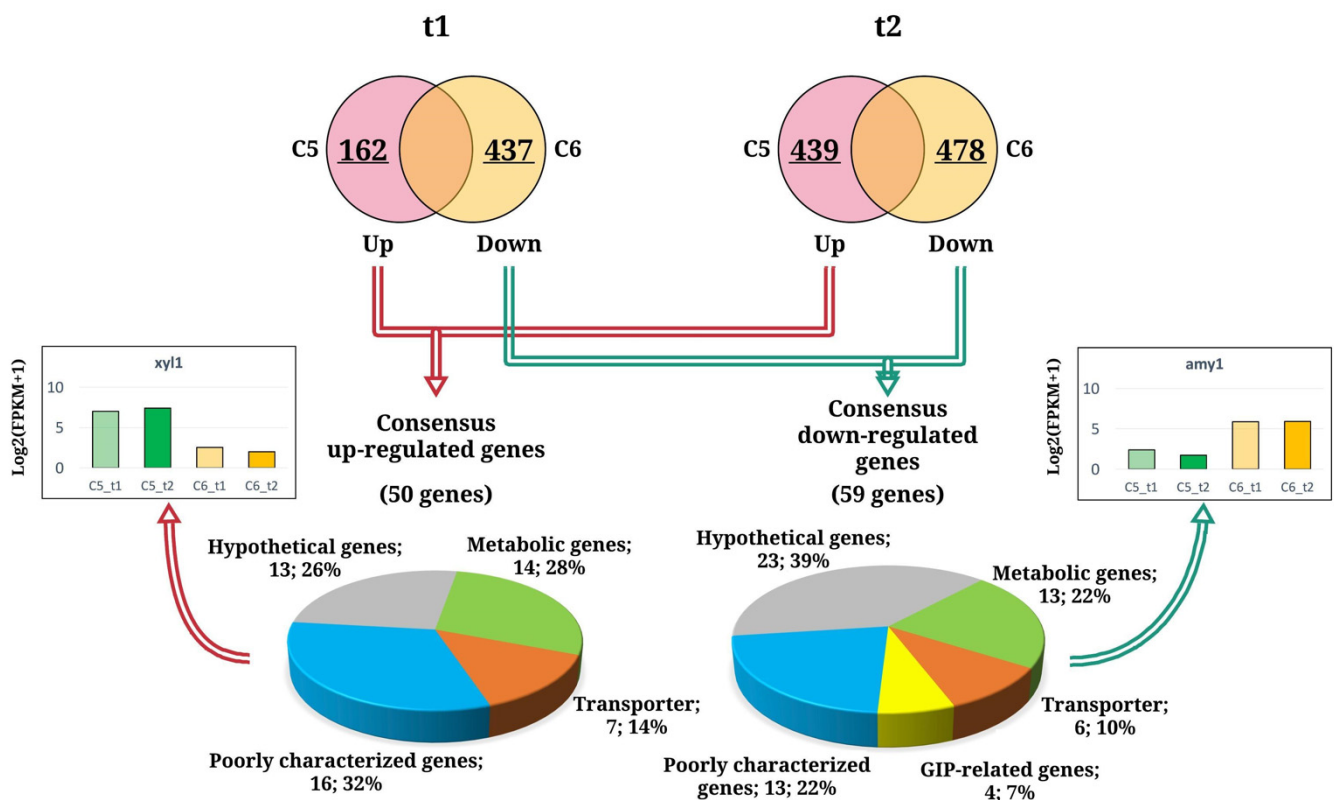 t1
t2
C5 162 437 C6
C5 439 478 C6
Up Down
Up Down
xyl1
Log2(FPKM+1)
10
5
0
C5_t1 C5_t2 C6_t1 C6_t2
Consensus
up-regulated genes
(50 genes)
Consensus
down-regulated
genes
(59 genes)
amy1
Log2(FPKM+1)
10
5
0
C5_t1 C5_t2 C6_t1 C6_t2
Hypothetical genes;
13; 26%
Metabolic genes;
14; 28%
Transporter;
7; 14%
Poorly characterized genes;
16; 32%
Hypothetical genes;
23; 39%
Metabolic genes;
13; 22%
Transporter;
6; 10%
Poorly characterized
genes; 13; 22%
GIP-related genes;
4; 7%